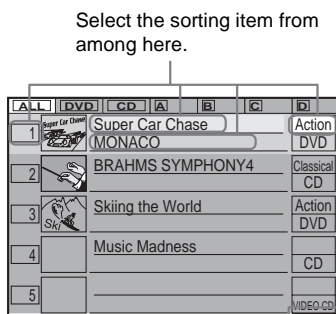 Select the sorting item from
among here.
ALL DVD CD A B C D
1 Super Car Chase Super Car Chase Action
MONACO DVD
2 BRAHMS SYMPHONY4 Classical
CD
3 Ski Skiing the World Action
DVD
4 Music Madness
CD
5
VIDEO CD